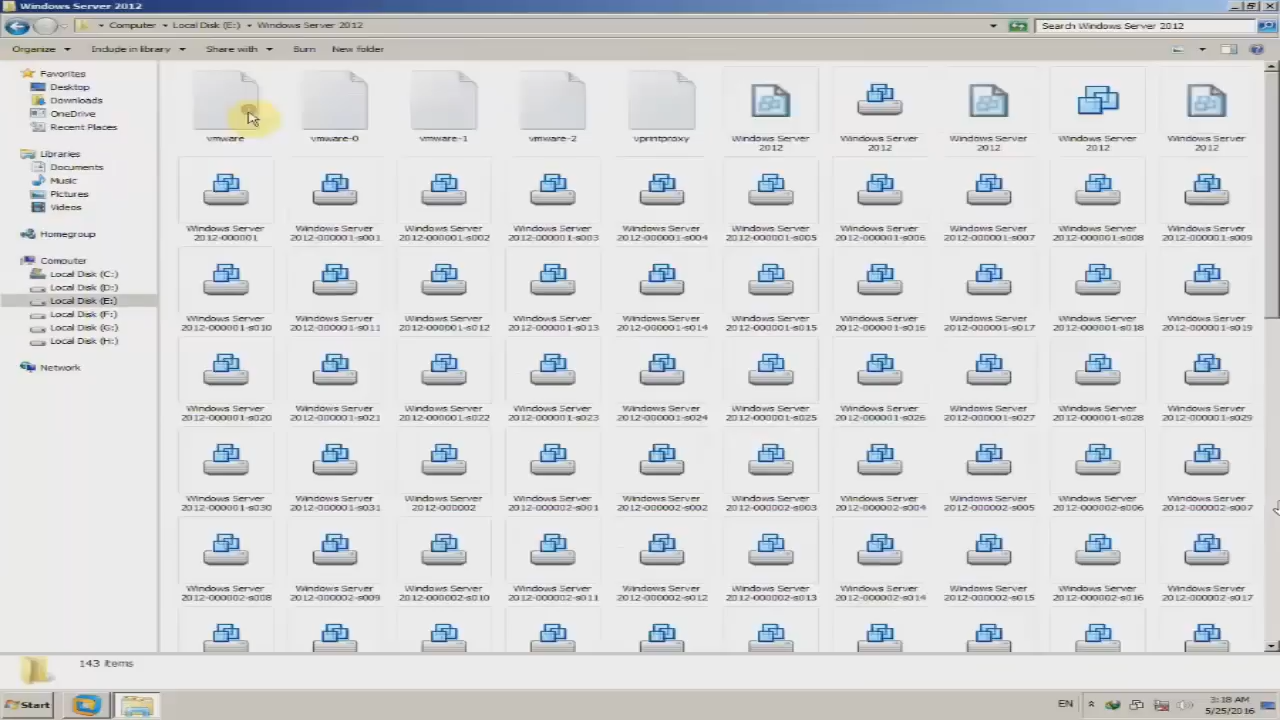 Windows Server 2012
Computer Local Disk (E:) Windows Server 2012
Search Windows Server 2012
Organize Include in library Share with Burn New folder
Favorites
Desktop
Downloads
OneDrive
Recent Places
Libraries
Documents
Music
Pictures
Videos
Homegroup
Computer
Local Disk (C:)
Local Disk (D:)
Local Disk (E:)
Local Disk (F:)
Local Disk (G:)
Local Disk (H:)
Network
vmware vmware-0 vmware-1 vmware-2 vprintproxy Windows Server Windows Server Windows Server Windows Server Windows Server
2012 2012 2012 2012 2012
Windows Server Windows Server Windows Server Windows Server Windows Server Windows Server Windows Server Windows Server Windows Server Windows Server
2012-000001 2012-000001-s001 2012-000001-s002 2012-000001-s003 2012-000001-s004 2012-000001-s005 2012-000001-s006 2012-000001-s007 2012-000001-s008 2012-000001-s009
Windows Server Windows Server Windows Server Windows Server Windows Server Windows Server Windows Server Windows Server Windows Server Windows Server
2012-000001-s010 2012-000001-s011 2012-000001-s012 2012-000001-s013 2012-000001-s014 2012-000001-s015 2012-000001-s016 2012-000001-s017 2012-000001-s018 2012-000001-s019
Windows Server Windows Server Windows Server Windows Server Windows Server Windows Server Windows Server Windows Server Windows Server Windows Server
2012-000001-s020 2012-000001-s021 2012-000001-s022 2012-000001-s023 2012-000001-s024 2012-000001-s025 2012-000001-s026 2012-000001-s027 2012-000001-s028 2012-000001-s029
Windows Server Windows Server Windows Server Windows Server Windows Server Windows Server Windows Server Windows Server Windows Server Windows Server
2012-000001-s030 2012-000001-s031 2012-000002 2012-000002-s001 2012-000002-s002 2012-000002-s003 2012-000002-s004 2012-000002-s005 2012-000002-s006 2012-000002-s007
Windows Server Windows Server Windows Server Windows Server Windows Server Windows Server Windows Server Windows Server Windows Server Windows Server
2012-000002-s008 2012-000002-s009 2012-000002-s010 2012-000002-s011 2012-000002-s012 2012-000002-s013 2012-000002-s014 2012-000002-s015 2012-000002-s016 2012-000002-s017
143 items
Start
EN
3:18 AM
5/25/2016